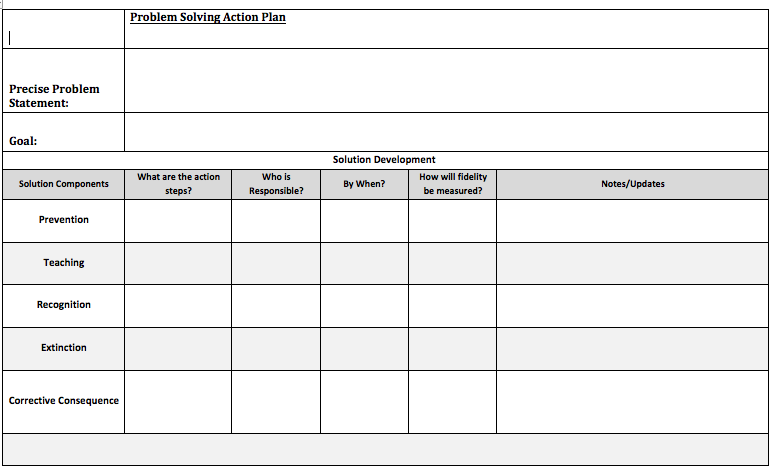 Problem Solving Action Plan
Precise Problem
Statement:
Goal:
Solution Development
Solution Components
What are the action
steps?
Who is
Responsible?
By When?
How will fidelity
be measured?
Notes/Updates
Prevention
Teaching
Recognition
Extinction
Corrective Consequence